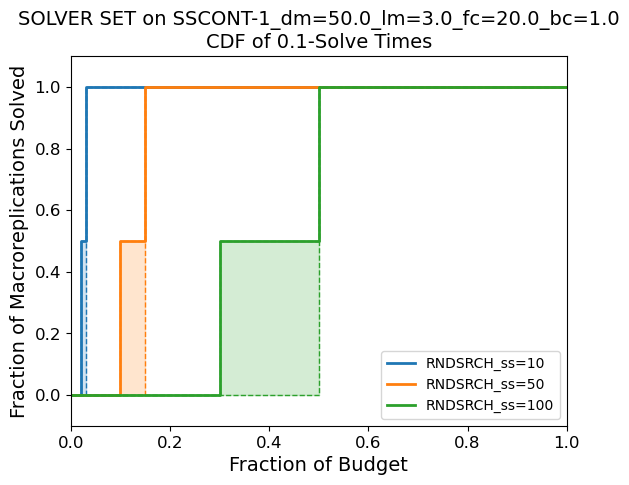 SOLVER SET on SSCONT-1_dm=50.0_lm=3.0_fc=20.0_bc=1.0
CDF of 0.1-Solve Times
Fraction of Macroreplications Solved
1.0
0.8
0.6
0.4
0.2
0.0
RNDSRCH_ss=10
RNDSRCH_ss=50
RNDSRCH_ss=100
0.0 0.2 0.4 0.6 0.8 1.0
Fraction of Budget